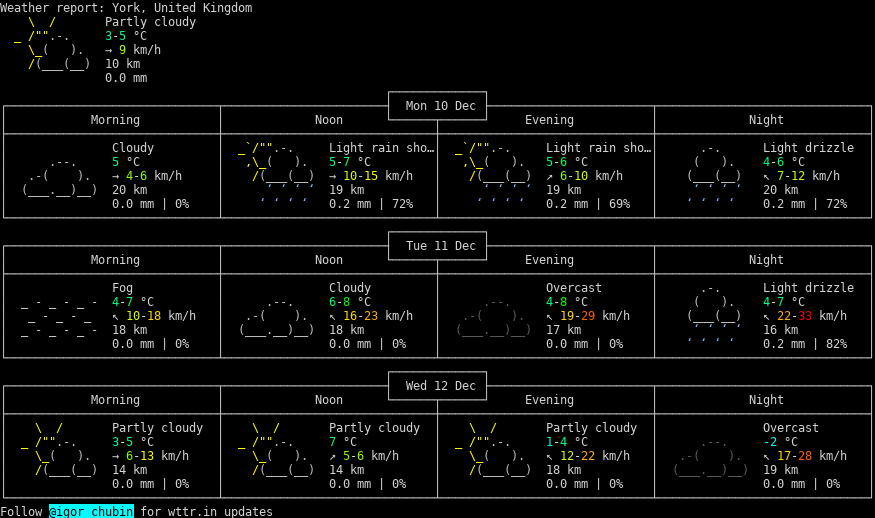 Weather report: York, United Kingdom
Partly cloudy
3-5 °C
→ 9 km/h
10 km
0.0 mm
Mon 10 Dec
Morning Noon Evening Night
Cloudy Light rain sho… Light rain sho… Light drizzle
5 °C 5-7 °C 5-6 °C 4-6 °C
→ 4-6 km/h → 10-15 km/h ↗ 6-10 km/h ↖ 7-12 km/h
20 km 19 km 19 km 20 km
0.0 mm | 0% 0.2 mm | 72% 0.2 mm | 69% 0.2 mm | 72%
Tue 11 Dec
Morning Noon Evening Night
Fog Cloudy Overcast Light drizzle
4-7 °C 6-8 °C 4-8 °C 4-7 °C
↖ 10-18 km/h ↖ 16-23 km/h ↖ 19-29 km/h ↖ 22-33 km/h
18 km 18 km 17 km 16 km
0.0 mm | 0% 0.0 mm | 0% 0.0 mm | 0% 0.2 mm | 82%
Wed 12 Dec
Morning Noon Evening Night
Partly cloudy Partly cloudy Partly cloudy Overcast
3-5 °C 7 °C 1-4 °C -2 °C
→ 6-13 km/h ↗ 5-6 km/h ↖ 12-22 km/h ↖ 17-28 km/h
14 km 14 km 18 km 19 km
0.0 mm | 0% 0.0 mm | 0% 0.0 mm | 0% 0.0 mm | 0%
Follow @igor_chubin for wttr.in updates